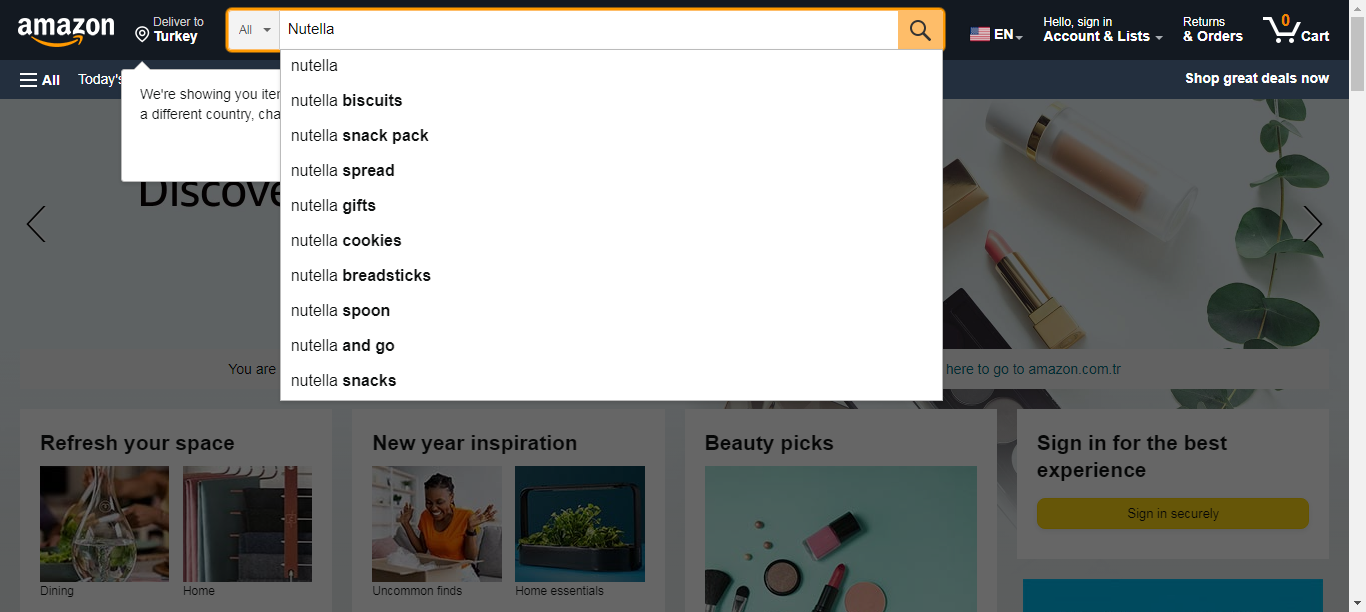 amazon
Deliver to
Turkey
All
Nutella
EN
Hello, sign in
Account & Lists
Returns
& Orders
0
Cart
All
Today's
Shop great deals now
We're showing you
a different country,
nutella
nutella biscuits
nutella snack pack
nutella spread
nutella gifts
nutella cookies
nutella breadsticks
nutella spoon
nutella and go
nutella snacks
You are
here to go to amazon.com.tr
Refresh your space
Dining
Home
New year inspiration
Uncommon finds
Home essentials
Beauty picks
Sign in for the best
experience
Sign in securely